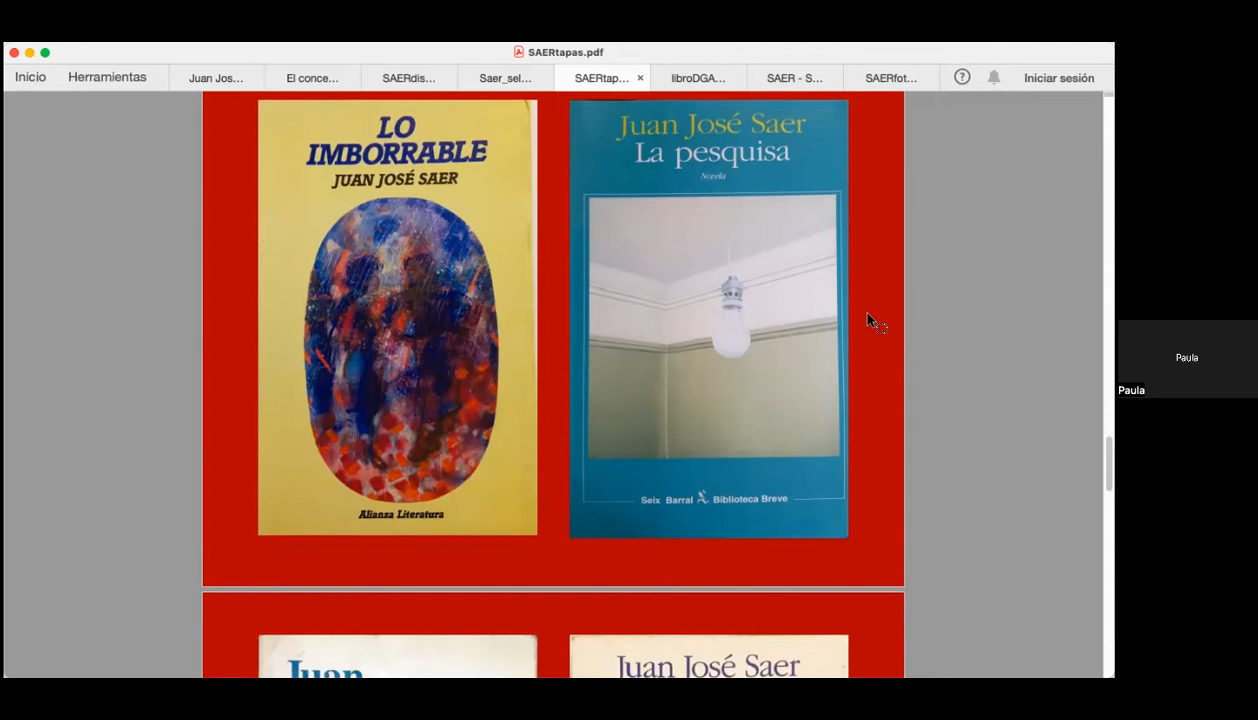 SAERtapas.pdf
Inicio
Herramientas
Juan Jos...
El conce...
SAERdis...
Saer_sel...
SAERtap...
libroDGA...
SAER - S...
SAERfot...
Iniciar sesión
LO
IMBORRABLE
JUAN JOSÉ SAER
Alianza Literatura
Juan José Saer
La pesquisa
Novela
Seix Barral Biblioteca Breve
Juan
Juan José Saer
Paula
Paula